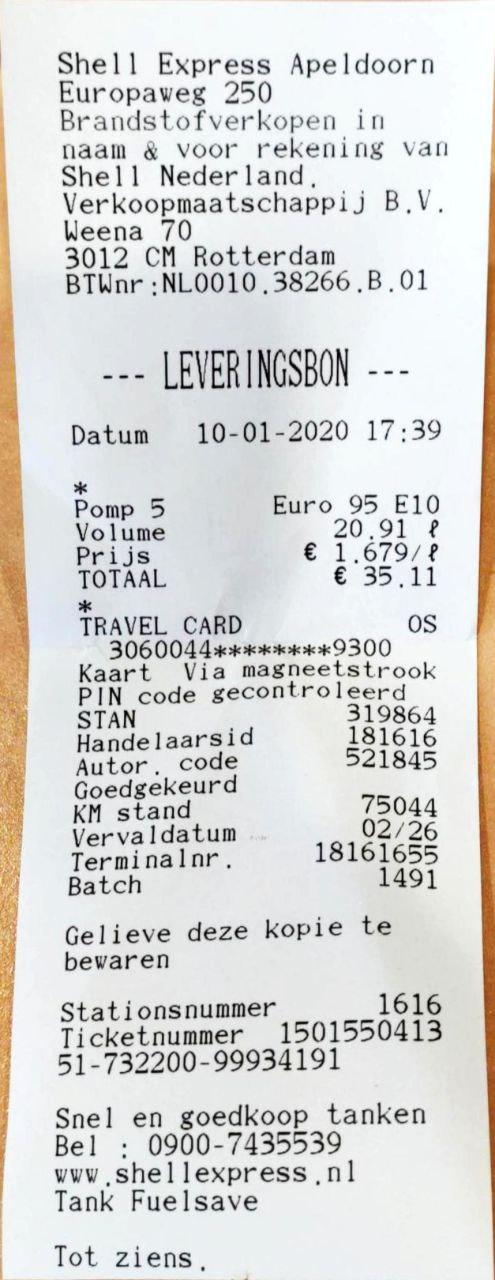 Shell Express Apeldoorn
Europaweg 250
Brandstofverkopen in
naam & voor rekening van
Shell Nederland.
Verkoopmaatschappij B.V.
Weena 70
3012 CM Rotterdam
BTWnr:NL0010.38266.B.01
--- LEVERINGSBON ---
Datum 10-01-2020 17:39
*
Pomp 5 Euro 95 E10
Volume 20.91 ℓ
Prijs € 1.679/ℓ
TOTAAL € 35.11
*
TRAVEL CARD OS
3060044********9300
Kaart Via magneetstrook
PIN code gecontroleerd
STAN 319864
Handelaarsid 181616
Autor. code 521845
Goedgekeurd
KM stand 75044
Vervaldatum 02/26
Terminalnr. 18161655
Batch 1491
Gelieve deze kopie te
bewaren
Stationsnummer 1616
Ticketnummer 1501550413
51-732200-99934191
Snel en goedkoop tanken
Bel : 0900-7435539
www.shellexpress.nl
Tank Fuelsave
Tot ziens.